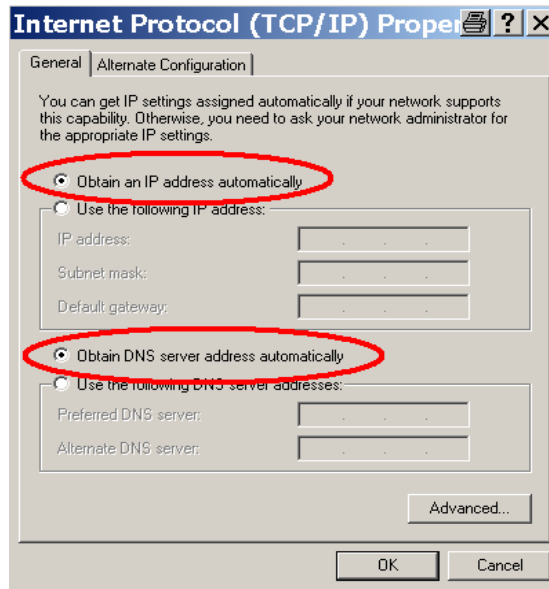 Internet Protocol (TCP/IP) Proper
General
Alternate Configuration
You can get IP settings assigned automatically if your network supports
this capability. Otherwise, you need to ask your network administrator for
the appropriate IP settings.
Obtain an IP address automatically
Use the following IP address:
IP address:
Subnet mask:
Default gateway:
Obtain DNS server address automatically
Use the following DNS server addresses:
Preferred DNS server:
Alternate DNS server:
Advanced...
OK
Cancel